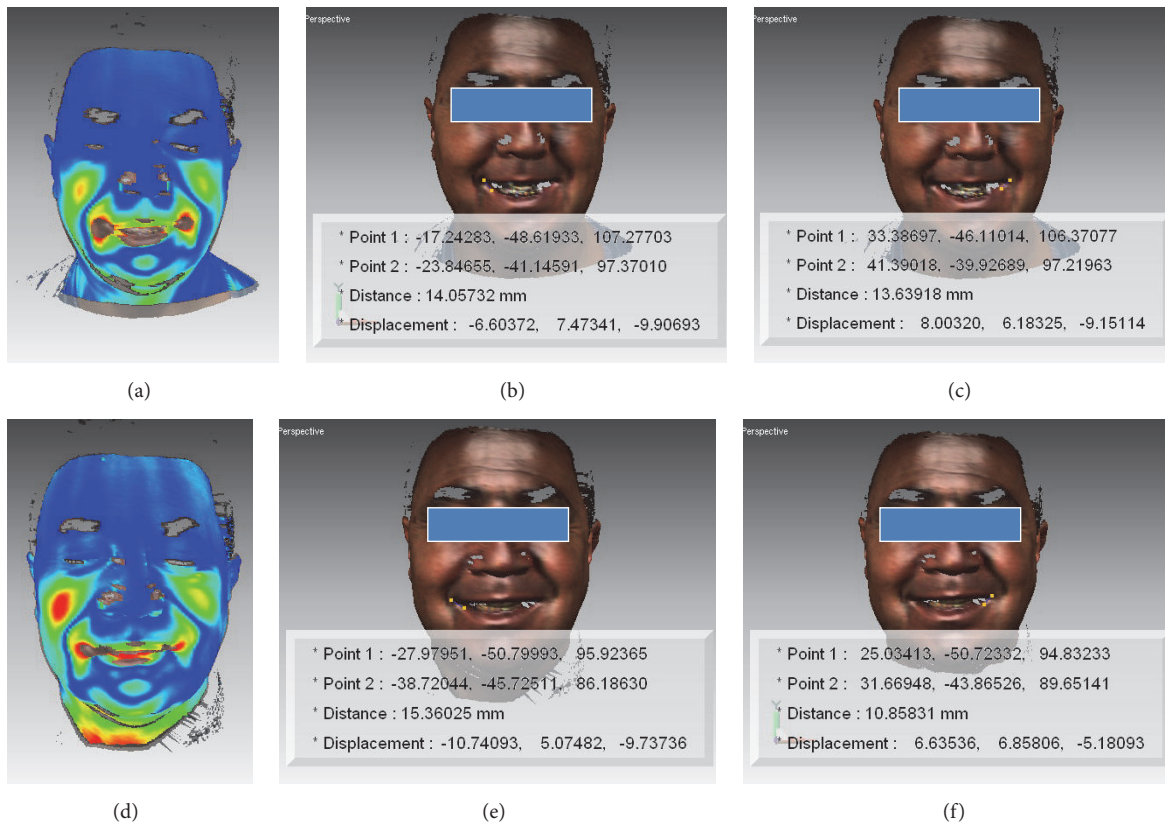 Perspective
* Point 1 : -17.24283, -48.61933, 107.27703
* Point 2 : -23.84655, -41.14591, 97.37010
* Distance : 14.05732 mm
* Displacement : -6.60372, 7.47341, -9.90693
Perspective
* Point 1 : 33.38697, -46.11014, 106.37077
* Point 2 : 41.39018, -39.92689, 97.21963
* Distance : 13.63918 mm
* Displacement : 8.00320, 6.18325, -9.15114
(a)
(b)
(c)
Perspective
* Point 1 : -27.97951, -50.79993, 95.92365
* Point 2 : -38.72044, -45.72511, 86.18630
* Distance : 15.36025 mm
* Displacement : -10.74093, 5.07482, -9.73736
Perspective
* Point 1 : 25.03413, -50.72332, 94.83233
* Point 2 : 31.66948, -43.86526, 89.65141
* Distance : 10.85831 mm
* Displacement : 6.63536, 6.85806, -5.18093
(d)
(e)
(f)